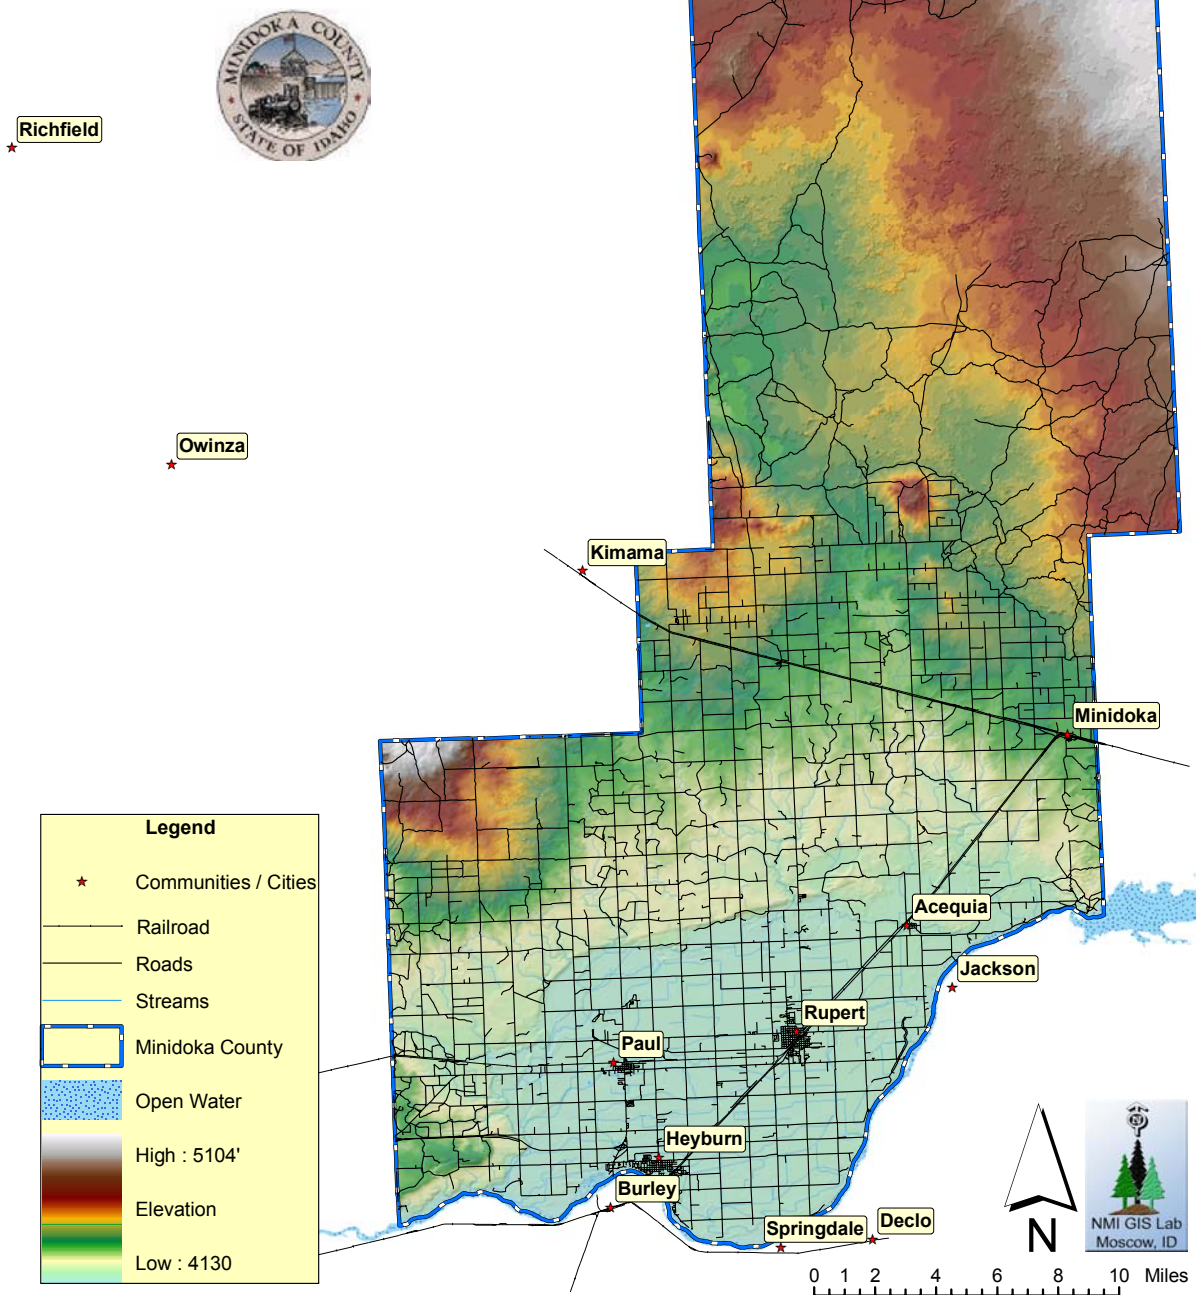 MINIDOKA COUNTY
STATE OF IDAHO
Richfield
Owinza
Kimama
Minidoka
Legend
Communities / Cities
Railroad
Roads
Streams
Minidoka County
Open Water
High : 5104'
Elevation
Low : 4130
Acequia
Jackson
Rupert
Paul
Heyburn
Burley
Springdale
Declo
N
N
NMI GIS Lab
Moscow, ID
0 1 2 4 6 8 10 Miles